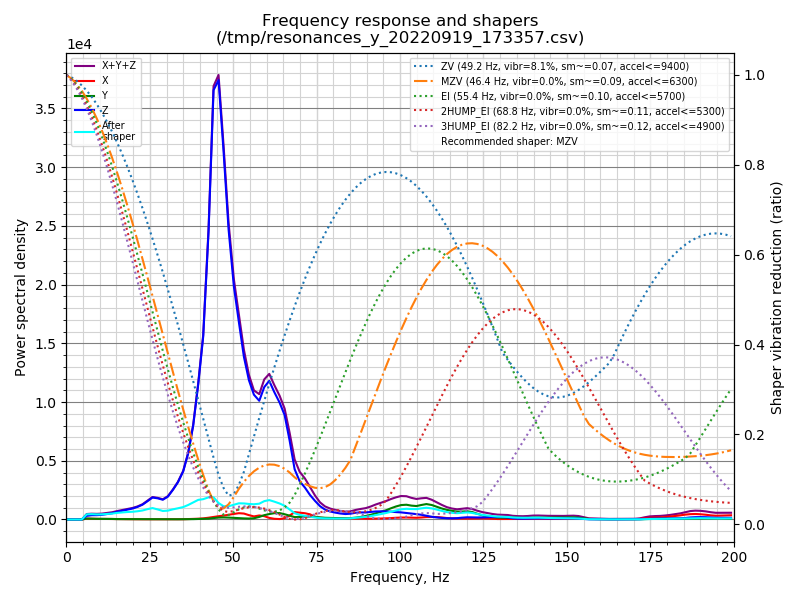 Frequency response and shapers
(/tmp/resonances_y_20220919_173357.csv)
1e4
X+Y+Z
X
Y
Z
After
shaper
ZV (49.2 Hz, vibr=8.1%, sm~=0.07, accel<=9400)
MZV (46.4 Hz, vibr=0.0%, sm~=0.09, accel<=6300)
EI (55.4 Hz, vibr=0.0%, sm~=0.10, accel<=5700)
2HUMP_EI (68.8 Hz, vibr=0.0%, sm~=0.11, accel<=5300)
3HUMP_EI (82.2 Hz, vibr=0.0%, sm~=0.12, accel<=4900)
Recommended shaper: MZV
3.5
3.0
2.5
2.0
1.5
1.0
0.5
0.0
Power spectral density
1.0
0.8
0.6
0.4
0.2
0.0
Shaper vibration reduction (ratio)
0 25 50 75 100 125 150 175 200
Frequency, Hz